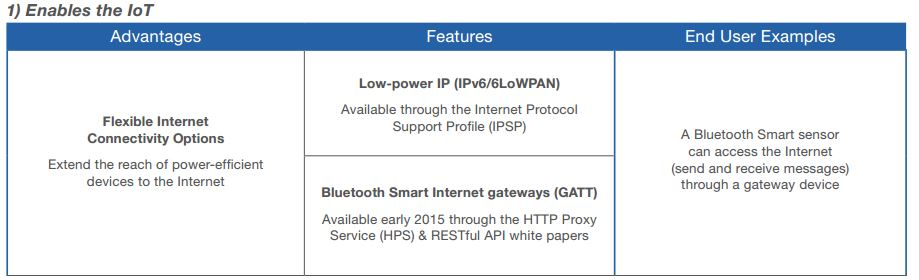 1) Enables the IoT
Advantages
Features
End User Examples
Flexible Internet
Connectivity Options
Extend the reach of power-efficient
devices to the Internet
Low-power IP (IPv6/6LoWPAN)
Available through the Internet Protocol
Support Profile (IPSP)
Bluetooth Smart Internet gateways (GATT)
Available early 2015 through the HTTP Proxy
Service (HPS) & RESTful API white papers
A Bluetooth Smart sensor
can access the Internet
(send and receive messages)
through a gateway device